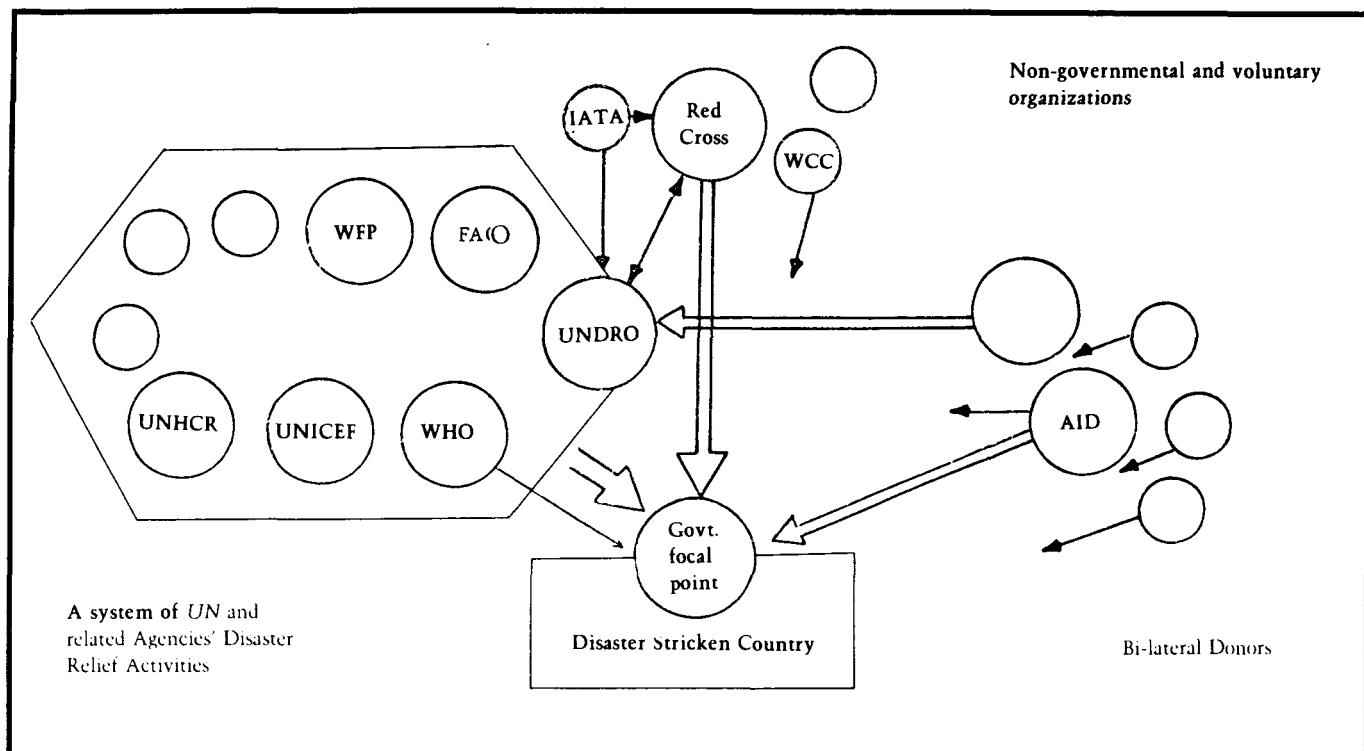 Non-governmental and voluntary
organizations
IATA
Red
Cross
WCC
WFP
FAO
UNDRO
UNHCR
UNICEF
WHO
AID
Govt.
focal
point
Disaster Stricken Country
A system of UN and
related Agencies' Disaster
Relief Activities
Bi-lateral Donors